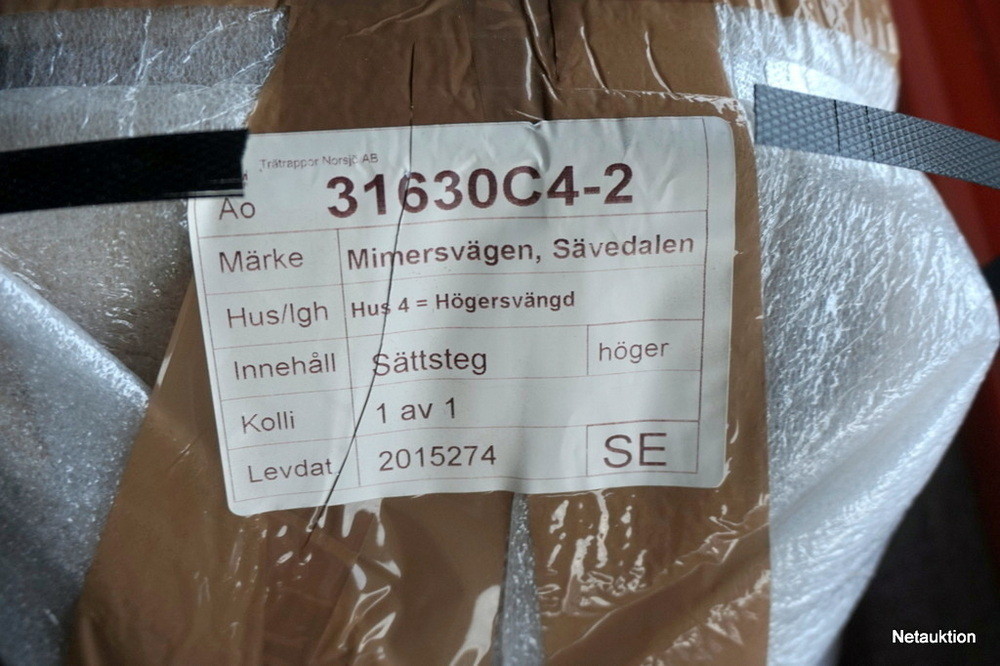 Trätrappor Norsjö AB
Ao 31630C4-2
Märke Mimersvägen, Sävedalen
Hus/lgh Hus 4 = Högersvängd
Innehåll Sättsteg höger
Kolli 1 av 1
Levdat. 2015274 SE
Netauktion